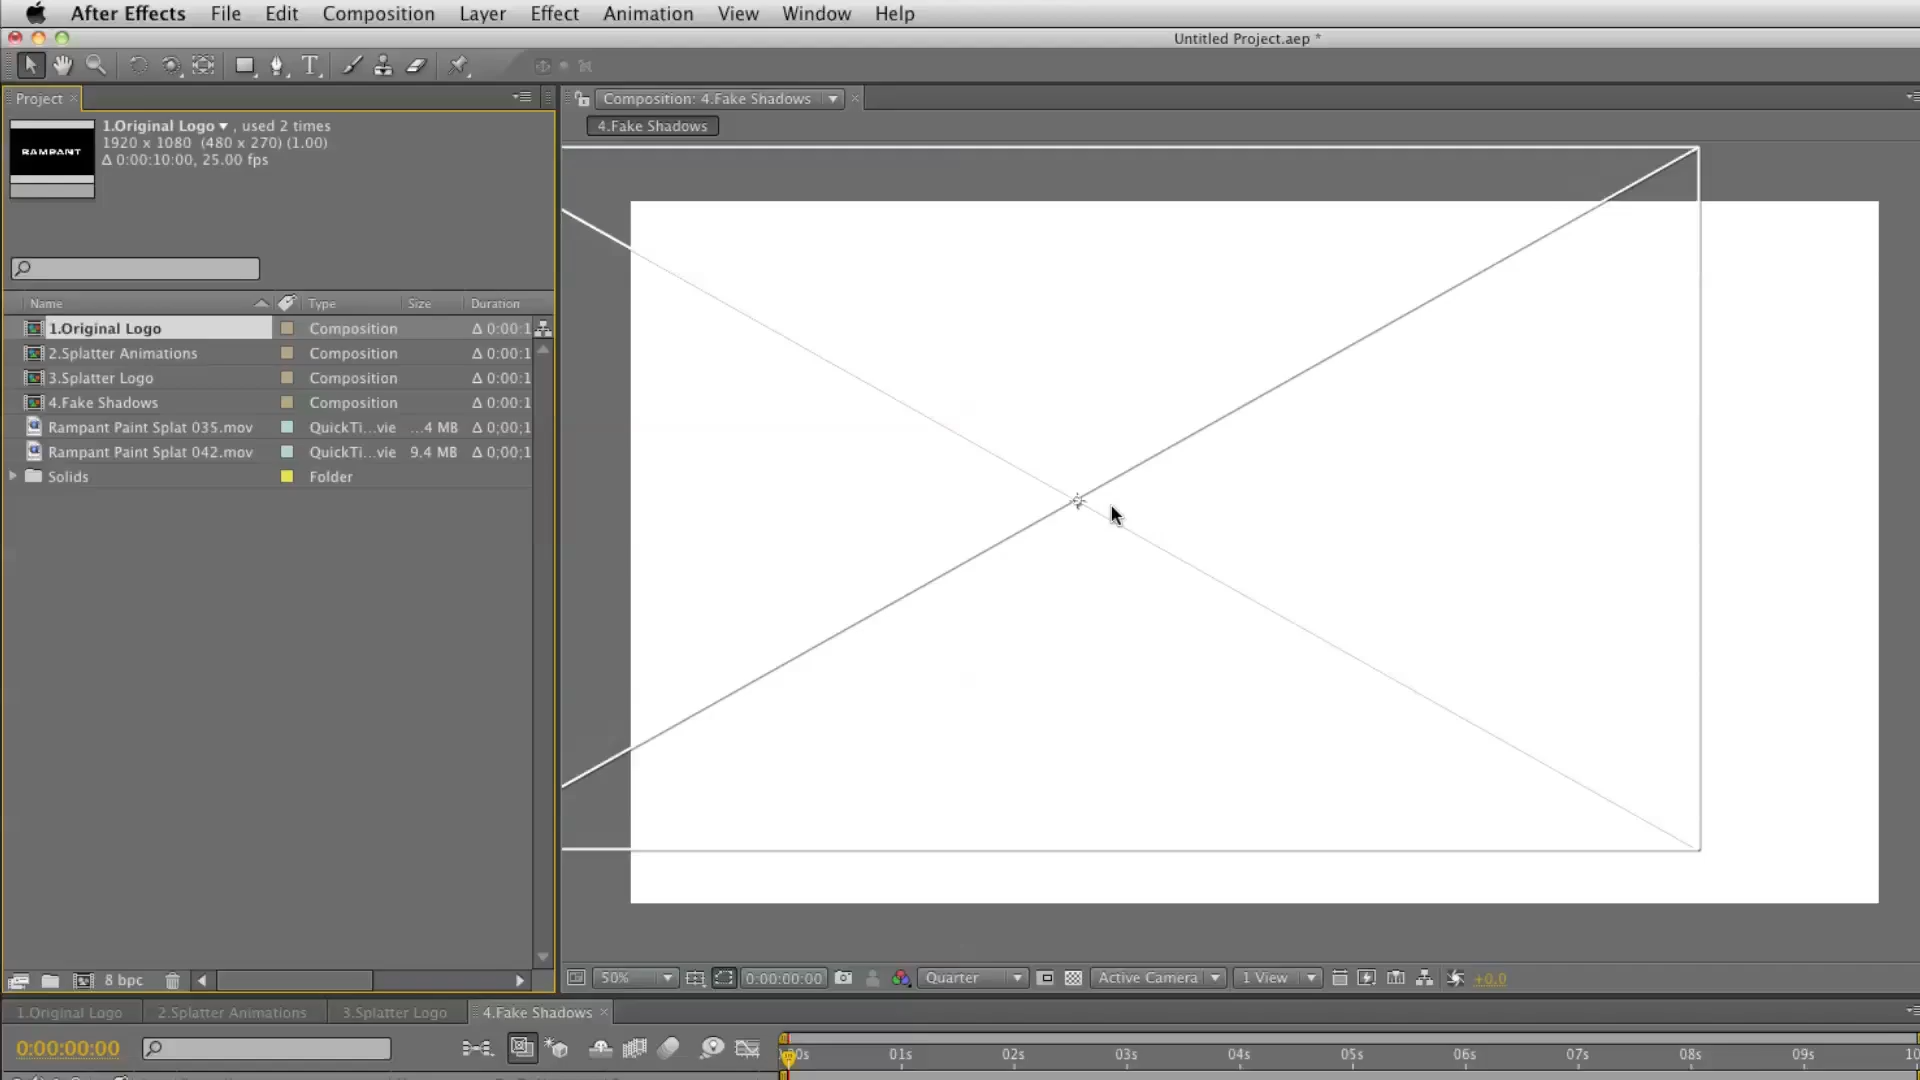 After Effects File Edit Composition Layer Effect Animation View Window Help
Untitled Project.aep *
T
Project
Composition: 4.Fake Shadows
1.Original Logo , used 2 times
4.Fake Shadows
1920 x 1080 (480 x 270) (1.00)
RAMPANT
Δ 0:00:10:00, 25.00 fps
Name Type Size Duration
1.Original Logo Composition Δ 0:00:1
2.Splatter Animations Composition Δ 0:00:1
3.Splatter Logo Composition Δ 0:00:1
4.Fake Shadows Composition Δ 0:00:1
Rampant Paint Splat 035.mov QuickTi...vie ...4 MB Δ 0;00;1
Rampant Paint Splat 042.mov QuickTi...vie 9.4 MB Δ 0;00;1
Solids Folder
8 bpc 50% 0:00:00:00 Quarter Active Camera 1 View +0.0
1.Original Logo 2.Splatter Animations 3.Splatter Logo 4.Fake Shadows
0:00:00:00 01s 02s 03s 04s 05s 06s 07s 08s 09s